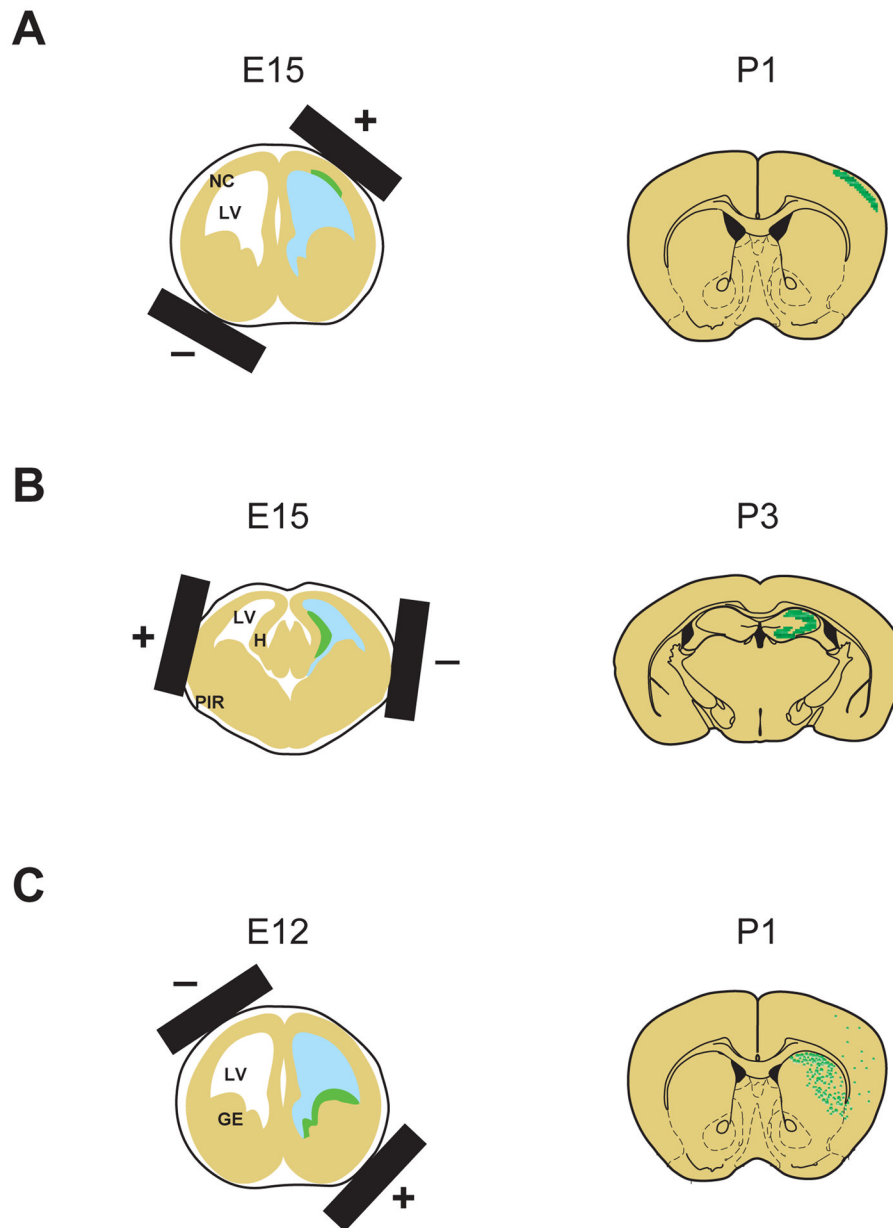 A
E15
P1
+
NC
LV
–
B
E15
P3
+
LV
H
–
PIR
C
E12
P1
–
LV
GE
+